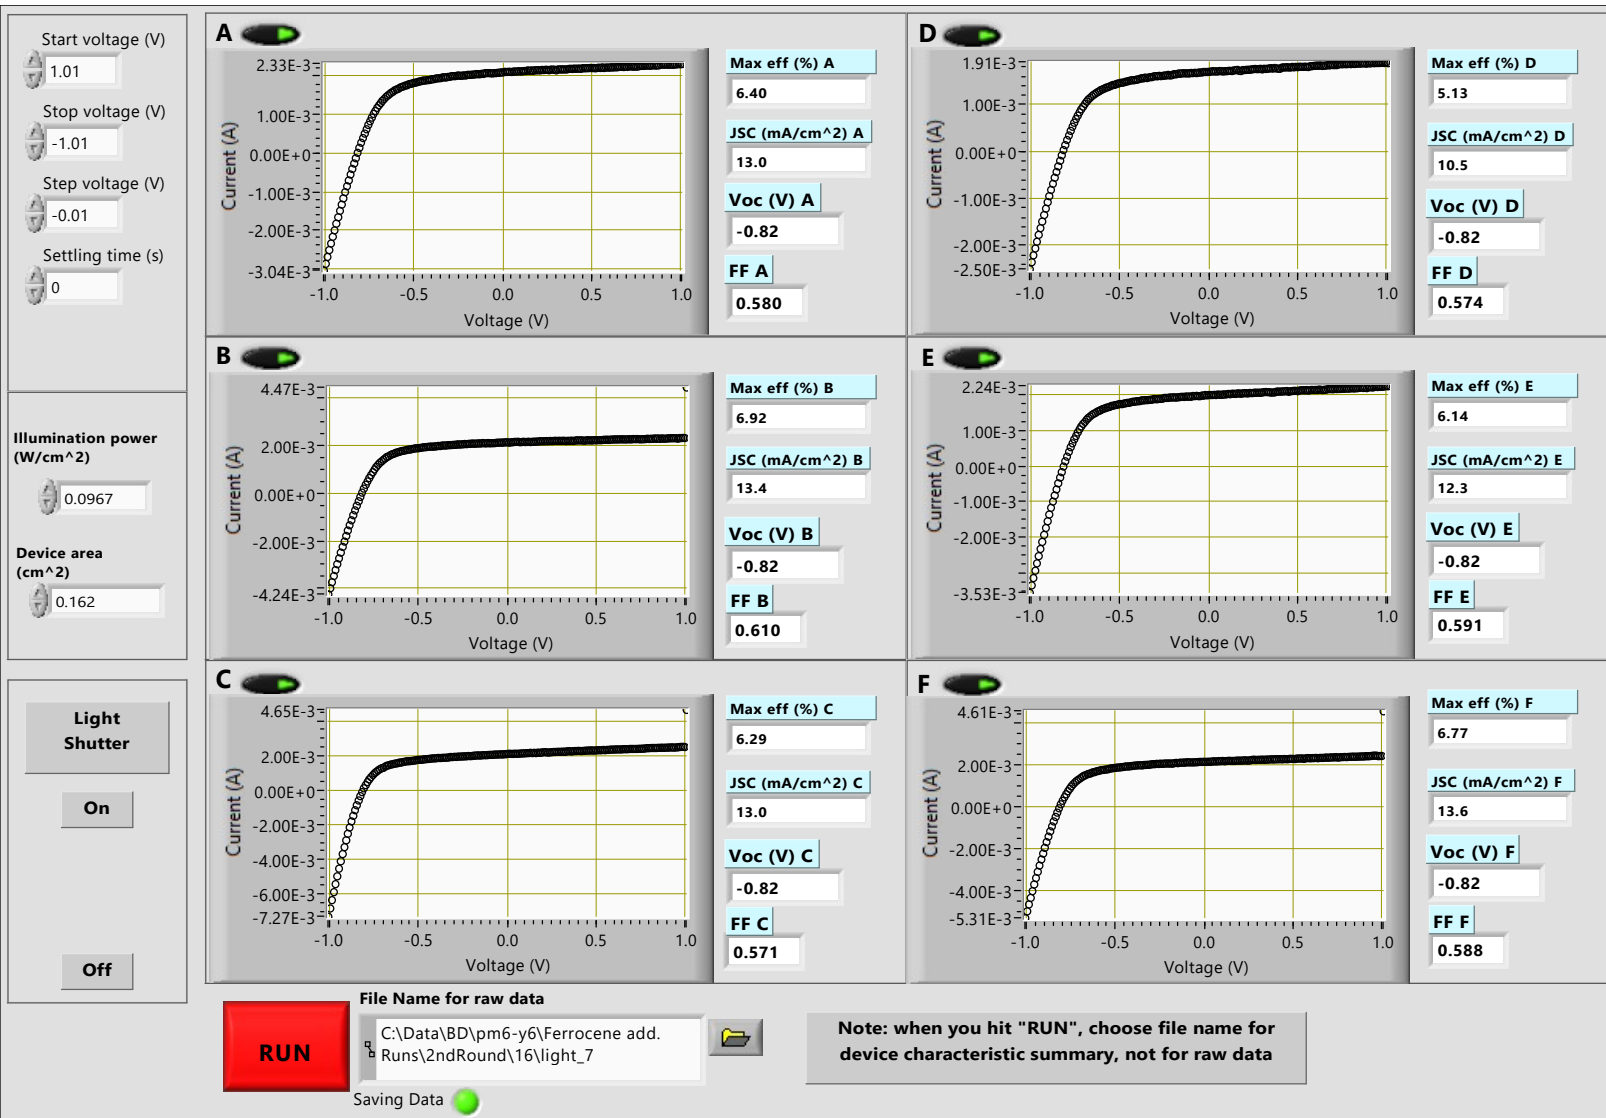 Start voltage (V)
1.01
Stop voltage (V)
-1.01
Step voltage (V)
-0.01
Settling time (s)
0
Illumination power
(W/cm^2)
0.0967
Device area
(cm^2)
0.162
Light
Shutter
On
Off
A
2.33E-3
1.00E-3
0.00E+0
-1.00E-3
-2.00E-3
-3.04E-3
Current (A)
-1.0 -0.5 0.0 0.5 1.0
Voltage (V)
Max eff (%) A
6.40
JSC (mA/cm^2) A
13.0
Voc (V) A
-0.82
FF A
0.580
B
4.47E-3
2.00E-3
0.00E+0
-2.00E-3
-4.24E-3
Current (A)
-1.0 -0.5 0.0 0.5 1.0
Voltage (V)
Max eff (%) B
6.92
JSC (mA/cm^2) B
13.4
Voc (V) B
-0.82
FF B
0.610
C
4.65E-3
2.00E-3
0.00E+0
-2.00E-3
-4.00E-3
-6.00E-3
-7.27E-3
Current (A)
-1.0 -0.5 0.0 0.5 1.0
Voltage (V)
Max eff (%) C
6.29
JSC (mA/cm^2) C
13.0
Voc (V) C
-0.82
FF C
0.571
D
1.91E-3
1.00E-3
0.00E+0
-1.00E-3
-2.00E-3
-2.50E-3
Current (A)
-1.0 -0.5 0.0 0.5 1.0
Voltage (V)
Max eff (%) D
5.13
JSC (mA/cm^2) D
10.5
Voc (V) D
-0.82
FF D
0.574
E
2.24E-3
1.00E-3
0.00E+0
-1.00E-3
-2.00E-3
-3.53E-3
Current (A)
-1.0 -0.5 0.0 0.5 1.0
Voltage (V)
Max eff (%) E
6.14
JSC (mA/cm^2) E
12.3
Voc (V) E
-0.82
FF E
0.591
F
4.61E-3
2.00E-3
0.00E+0
-2.00E-3
-4.00E-3
-5.31E-3
Current (A)
-1.0 -0.5 0.0 0.5 1.0
Voltage (V)
Max eff (%) F
6.77
JSC (mA/cm^2) F
13.6
Voc (V) F
-0.82
FF F
0.588
RUN
File Name for raw data
C:\Data\BD\pm6-y6\Ferrocene add.
Runs\2ndRound\16\light_7
Saving Data
Note: when you hit "RUN", choose file name for
device characteristic summary, not for raw data